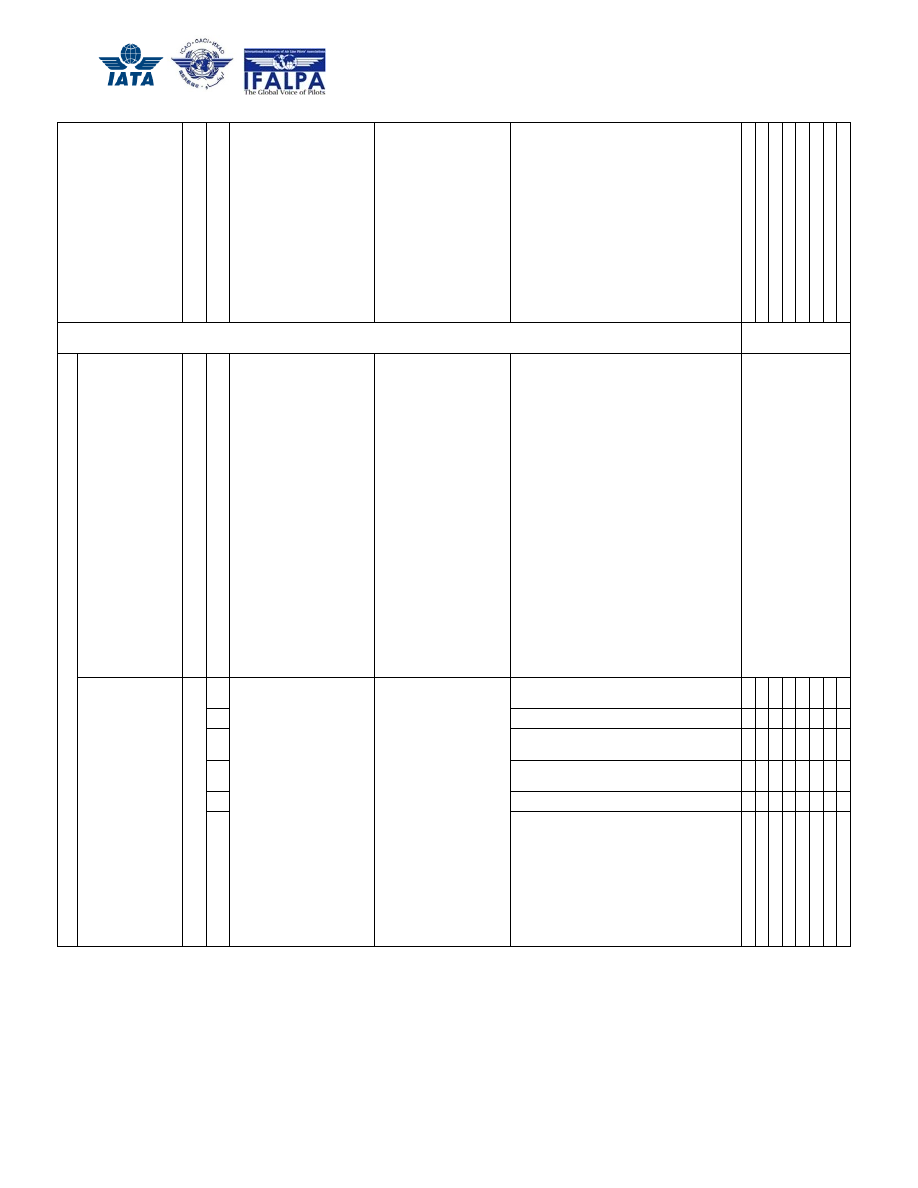 ICAO · OACI · ИКАО
International Federation of Air Line Pilots' Associations
IATA
IFALPA
The Global Voice of Pilots